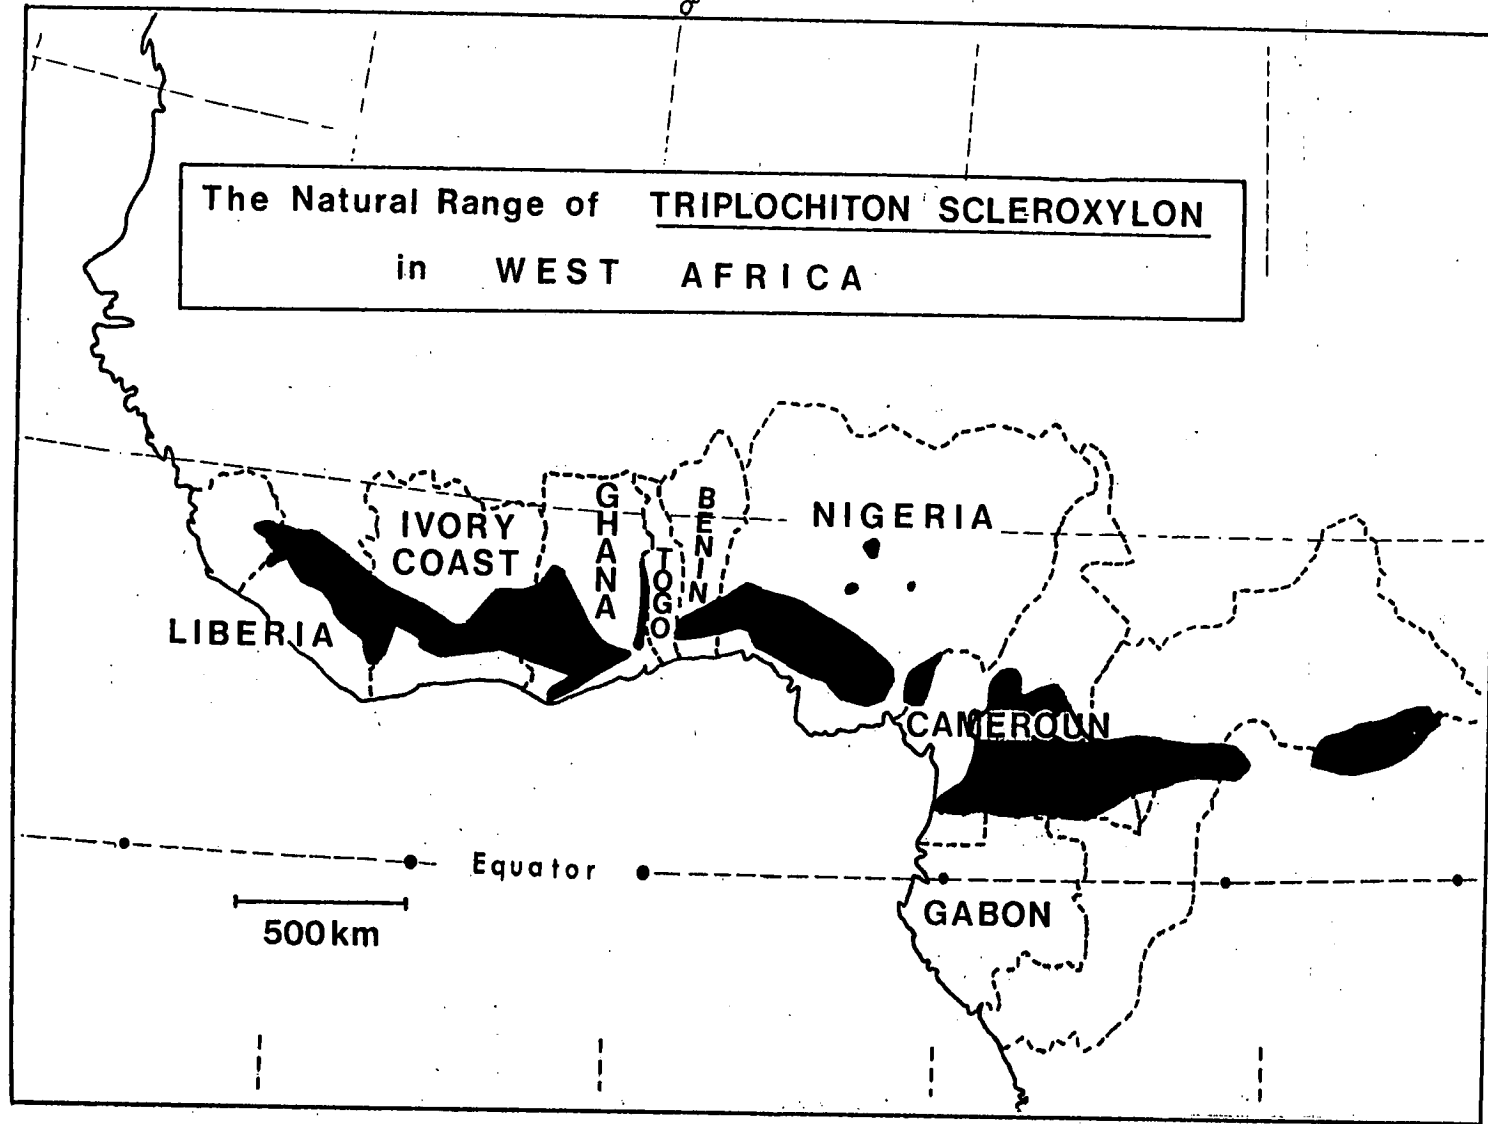 The Natural Range of TRIPLOCHITON SCLEROXYLON
in WEST AFRICA
IVORY
COAST
GHANA
TOGO
BENIN
NIGERIA
LIBERIA
CAMEROUN
Equator
GABON
500km